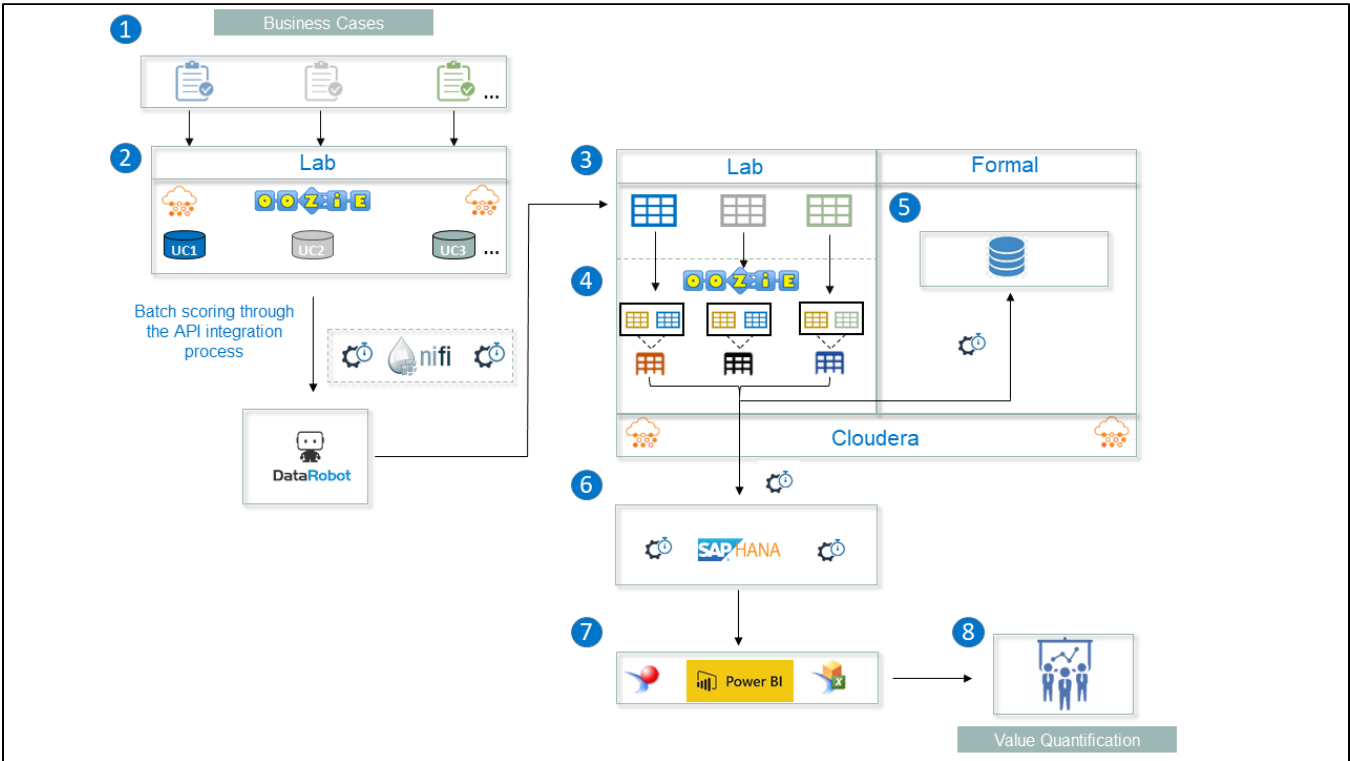 1
Business Cases
...
2
Lab
OOZiE
UC1
UC2
UC3
...
Batch scoring through
the API integration
process
nifi
DataRobot
3
Lab
Formal
5
4
OOZiE
Cloudera
6
SAP HANA
7
Power BI
X
8
Value Quantification